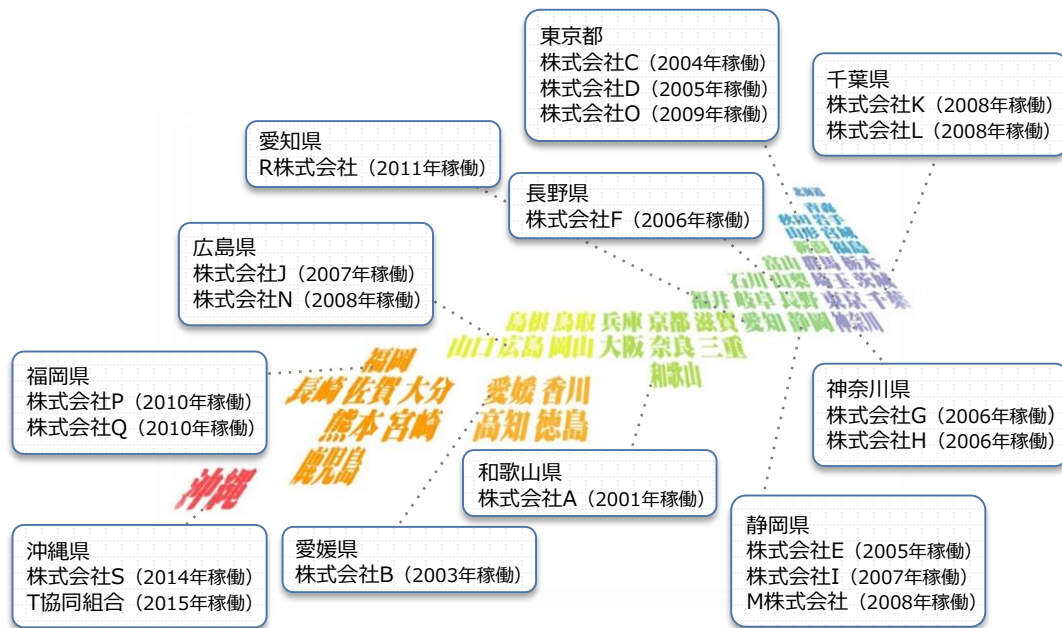 東京都
株式会社C（2004年稼働）
株式会社D（2005年稼働）
株式会社O（2009年稼働）
千葉県
株式会社K（2008年稼働）
株式会社L（2008年稼働）
愛知県
R株式会社（2011年稼働）
長野県
株式会社F（2006年稼働）
広島県
株式会社J（2007年稼働）
株式会社N（2008年稼働）
北海道
青森
秋田 岩手
山形 宮城
新潟 福島
富山 群馬 栃木
石川 山梨 埼玉 茨城
福井 岐阜 長野 東京 千葉
島根 鳥取 兵庫 京都 滋賀 愛知 静岡 神奈川
山口 広島 岡山 大阪 奈良 三重
和歌山
福岡
長崎 佐賀 大分
熊本 宮崎
鹿児島
愛媛 香川
高知 徳島
沖縄
福岡県
株式会社P（2010年稼働）
株式会社Q（2010年稼働）
神奈川県
株式会社G（2006年稼働）
株式会社H（2006年稼働）
和歌山県
株式会社A（2001年稼働）
静岡県
株式会社E（2005年稼働）
株式会社I（2007年稼働）
M株式会社（2008年稼働）
沖縄県
株式会社S（2014年稼働）
T協同組合（2015年稼働）
愛媛県
株式会社B（2003年稼働）